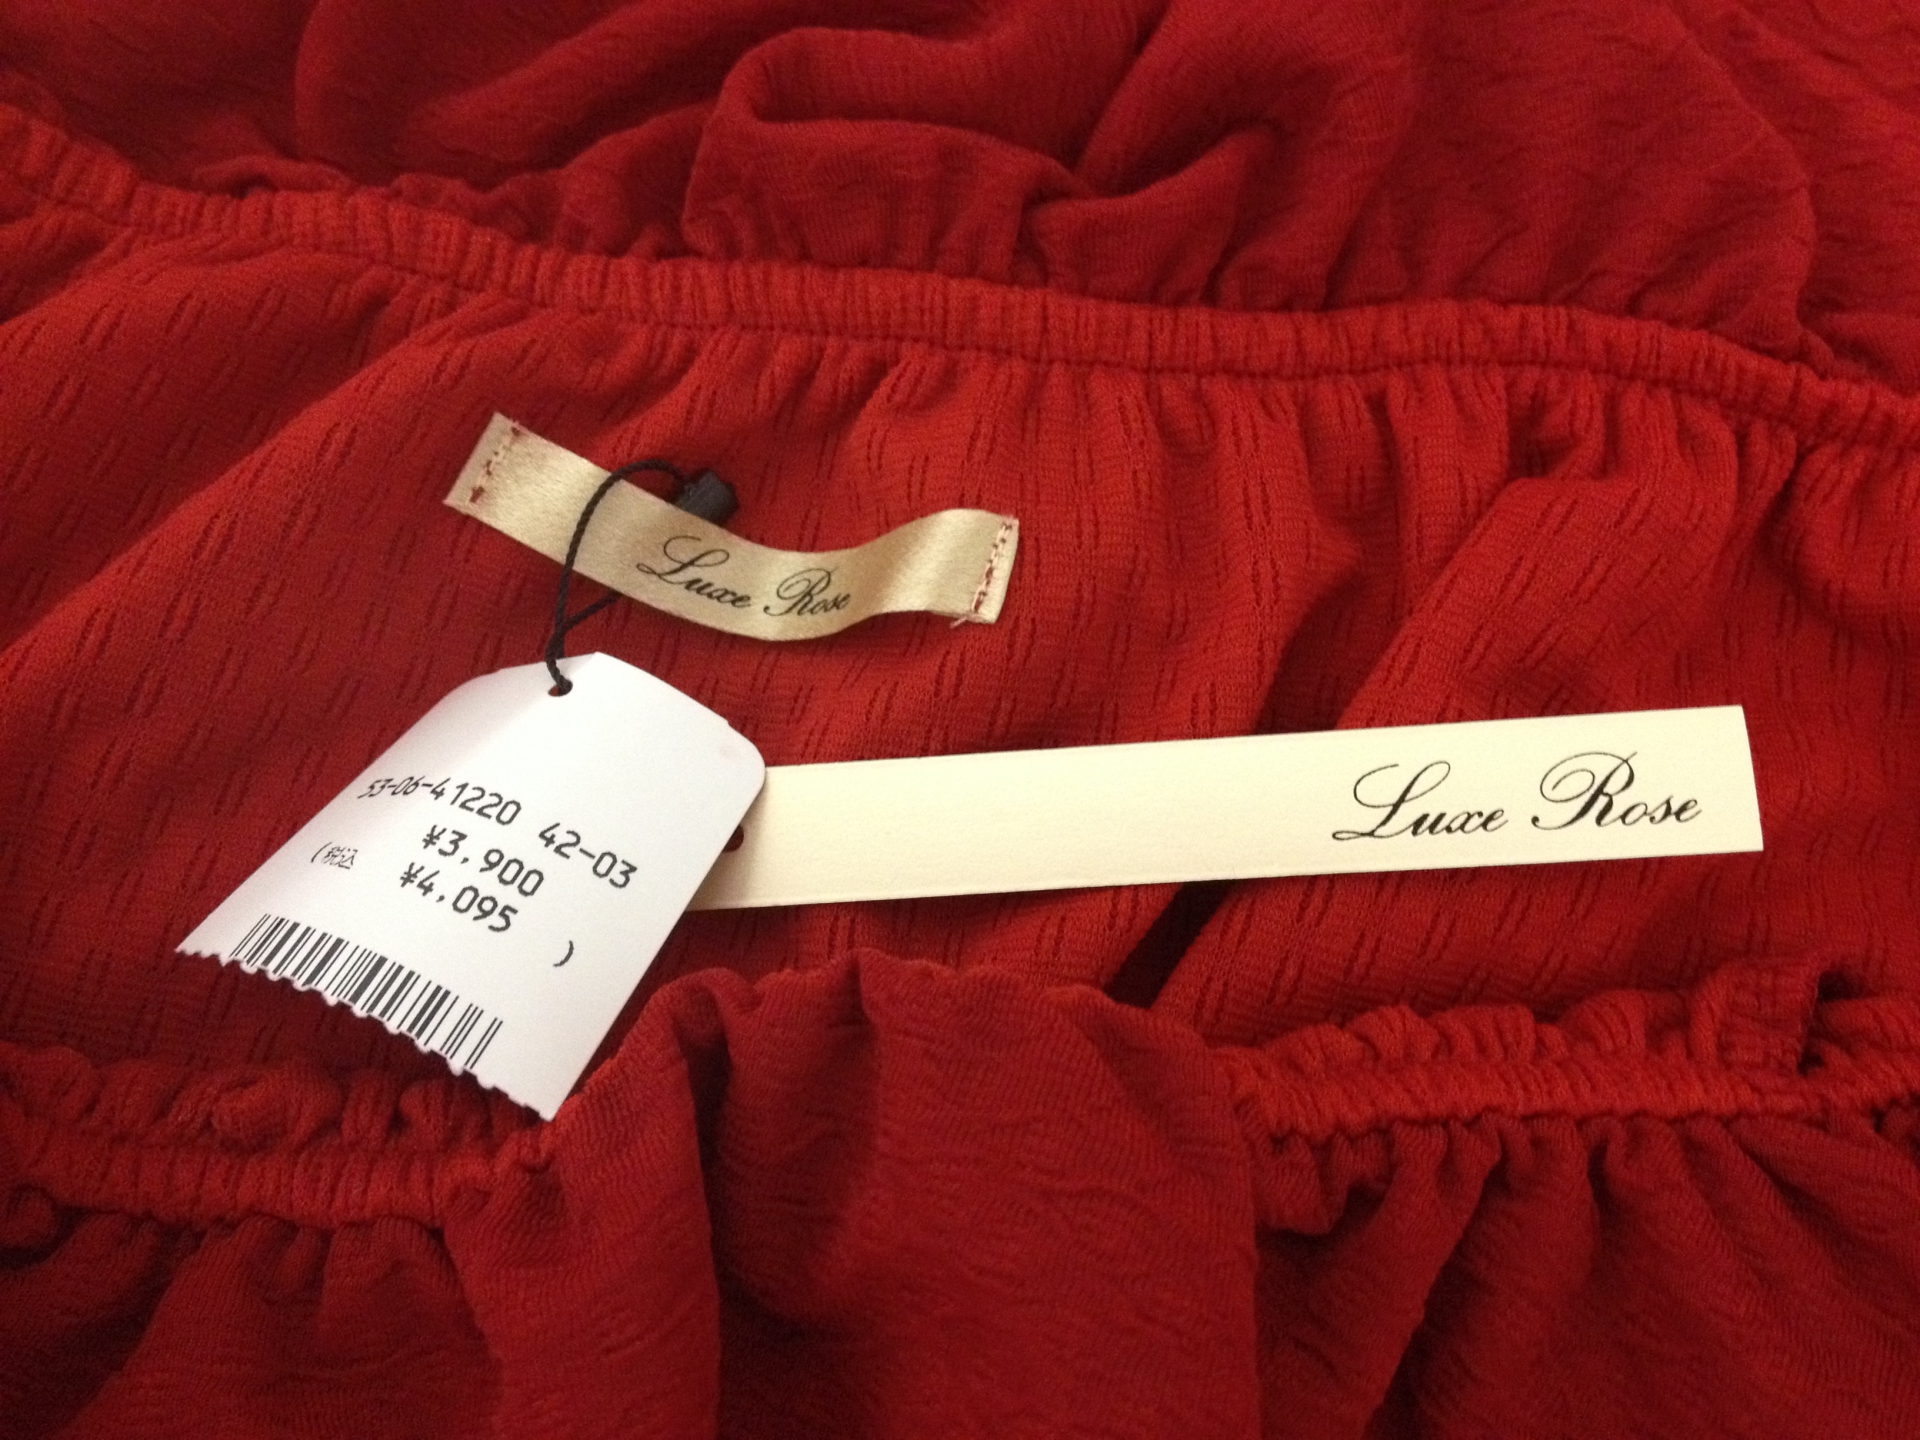 Luxe Rose
Luxe Rose
53-06-41220 42-03
¥3,900
(税込 ¥4,095 )